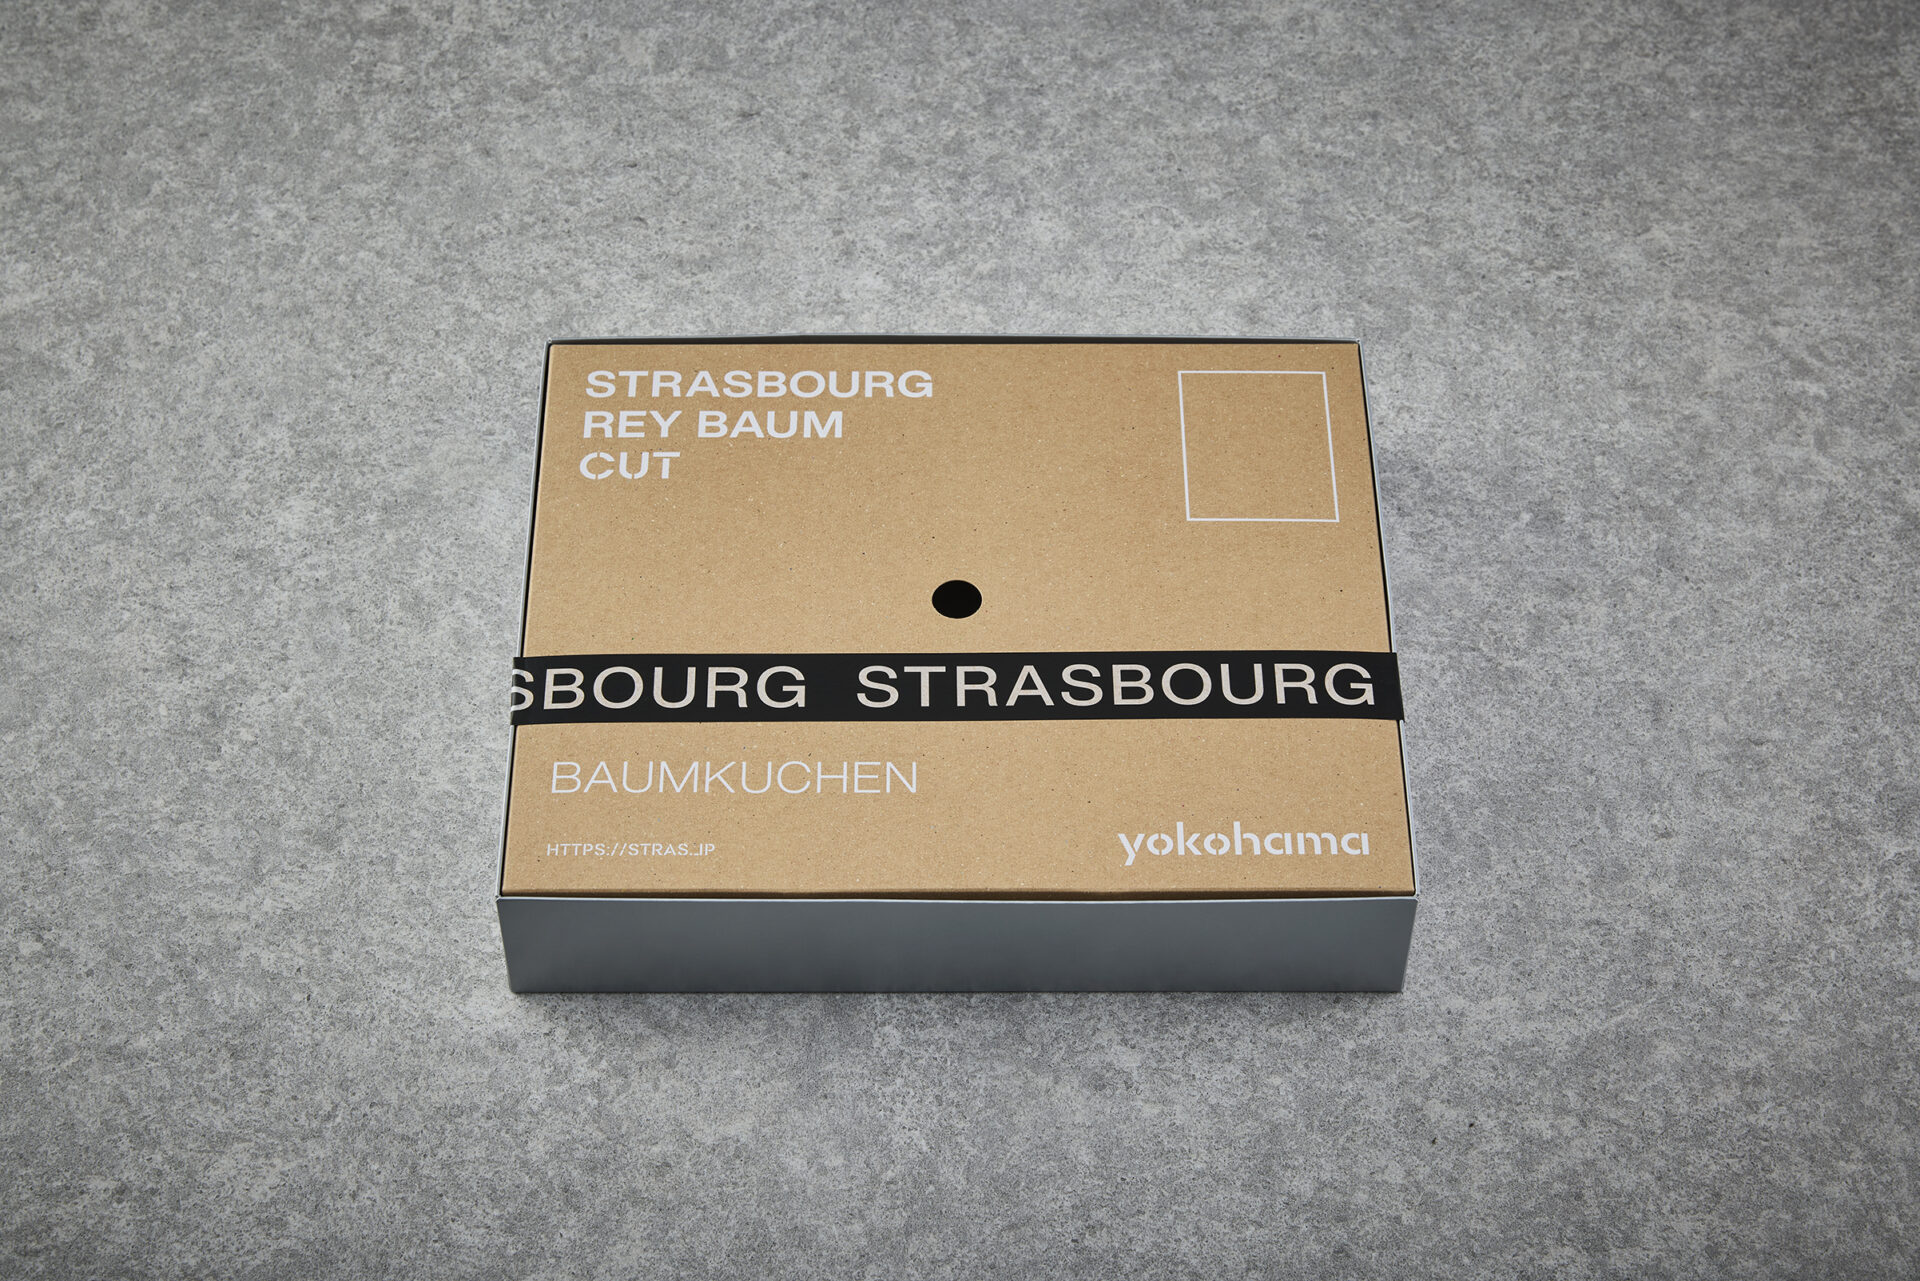 STRASBOURG
REY BAUM
CUT
SBOURG STRASBOURG
BAUMKUCHEN
HTTPS://STRAS.JP
yokohama